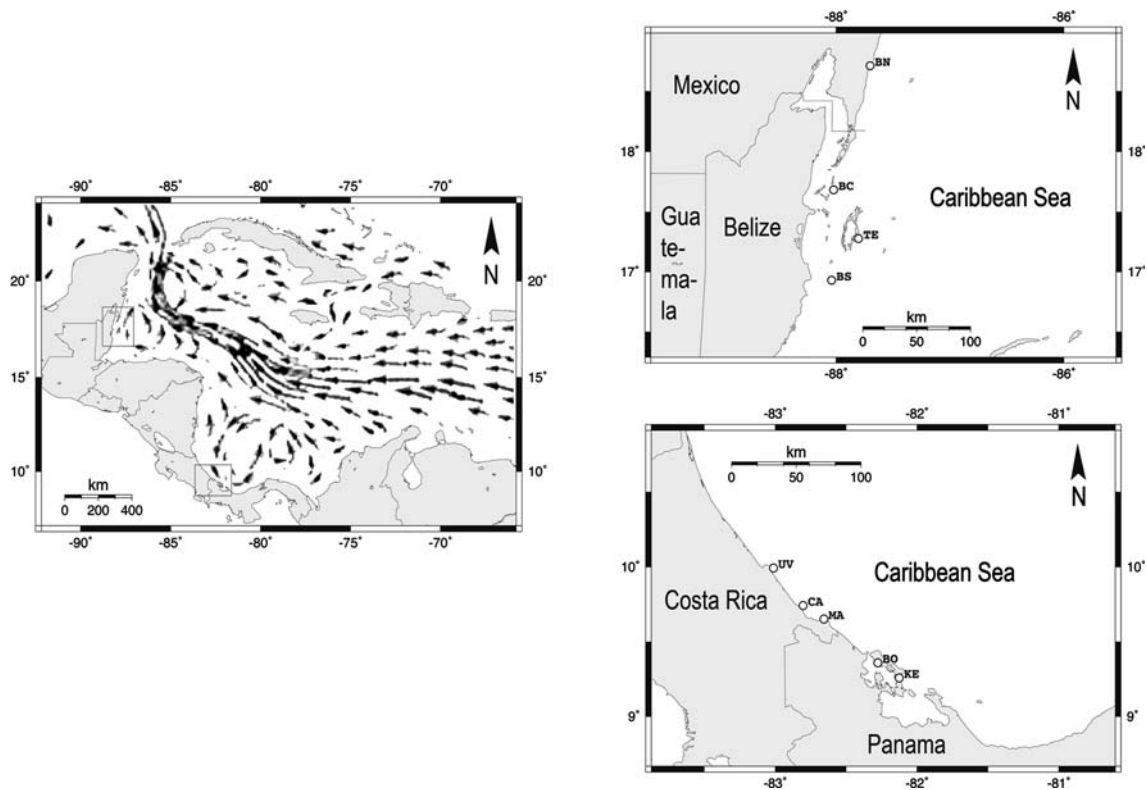 -90° -85° -80° -75° -70°
20°
15°
10°
20°
15°
10°
N
km
0 200 400
-90° -85° -80° -75° -70°
-88° -86°
18°
17°
18°
17°
Mexico
BN
N
BC
Caribbean Sea
Gua
te-
ma-
la
Belize
TE
BS
km
0 50 100
-88° -86°
-83° -82° -81°
km
0 50 100
N
10°
9°
10°
9°
UV
Caribbean Sea
Costa Rica
CA
MA
BO
KE
Panama
-83° -82° -81°